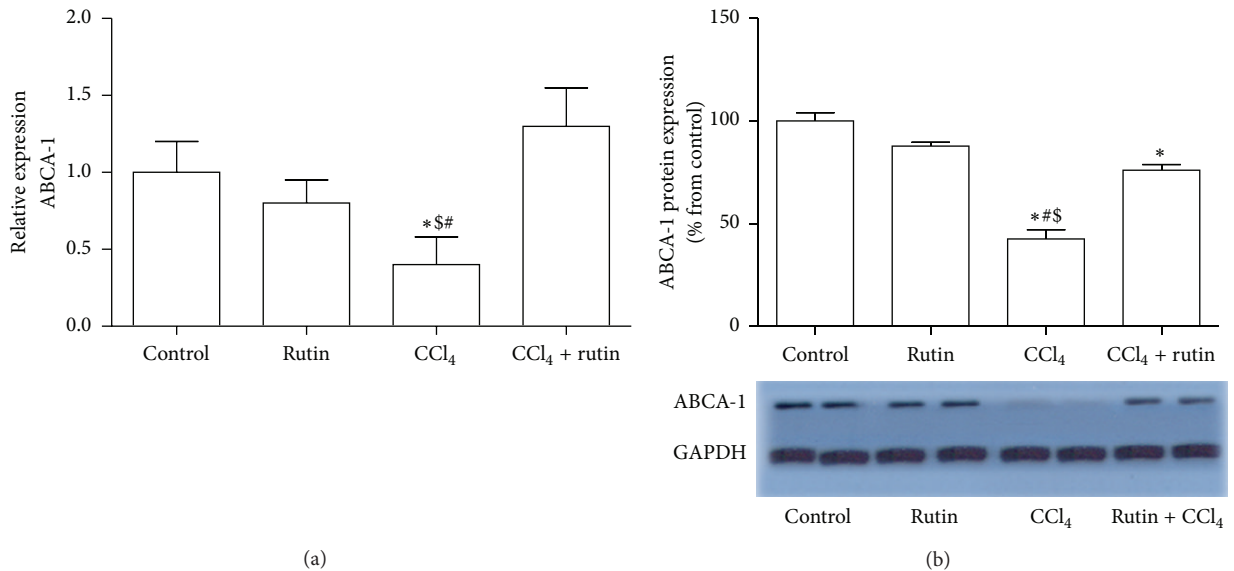 Relative expression
ABCA-1
2.0
1.5
1.0
0.5
0.0
*$#
Control
Rutin
CCl₄
CCl₄ + rutin
(a)
ABCA-1 protein expression
(% from control)
150
100
50
0
*#$
*
Control
Rutin
CCl₄
CCl₄ + rutin
ABCA-1
GAPDH
Control
Rutin
CCl₄
Rutin + CCl₄
(b)